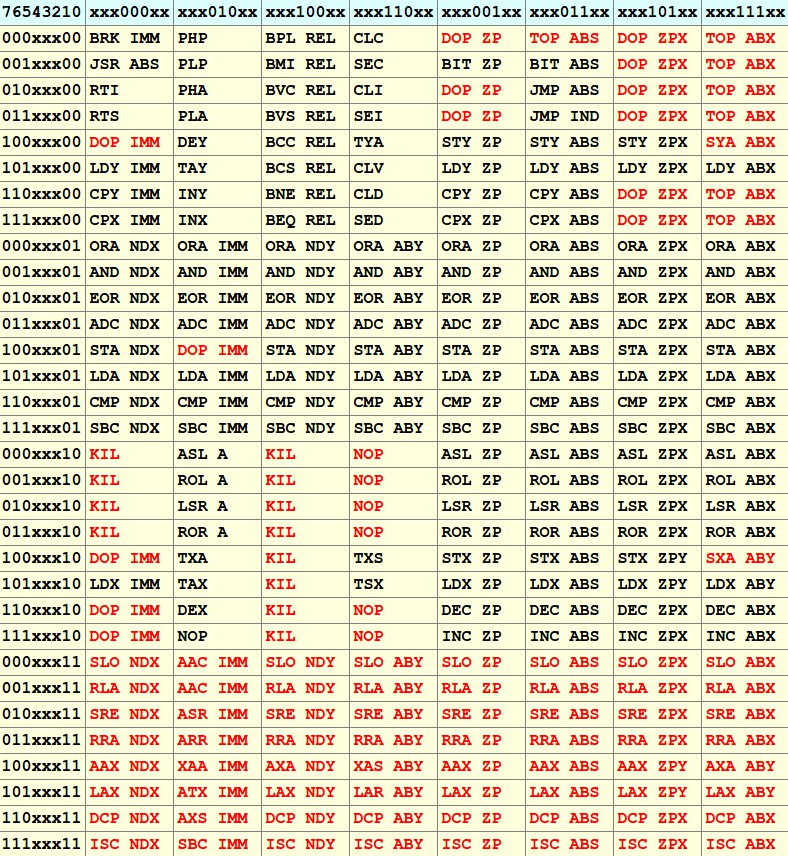 76543210 xxx000xx xxx010xx xxx100xx xxx110xx xxx001xx xxx011xx xxx101xx xxx111xx
000xxx00 BRK IMM PHP BPL REL CLC DOP ZP TOP ABS DOP ZPX TOP ABX
001xxx00 JSR ABS PLP BMI REL SEC BIT ZP BIT ABS DOP ZPX TOP ABX
010xxx00 RTI PHA BVC REL CLI DOP ZP JMP ABS DOP ZPX TOP ABX
011xxx00 RTS PLA BVS REL SEI DOP ZP JMP IND DOP ZPX TOP ABX
100xxx00 DOP IMM DEY BCC REL TYA STY ZP STY ABS STY ZPX SYA ABX
101xxx00 LDY IMM TAY BCS REL CLV LDY ZP LDY ABS LDY ZPX LDY ABX
110xxx00 CPY IMM INY BNE REL CLD CPY ZP CPY ABS DOP ZPX TOP ABX
111xxx00 CPX IMM INX BEQ REL SED CPX ZP CPX ABS DOP ZPX TOP ABX
000xxx01 ORA NDX ORA IMM ORA NDY ORA ABY ORA ZP ORA ABS ORA ZPX ORA ABX
001xxx01 AND NDX AND IMM AND NDY AND ABY AND ZP AND ABS AND ZPX AND ABX
010xxx01 EOR NDX EOR IMM EOR NDY EOR ABY EOR ZP EOR ABS EOR ZPX EOR ABX
011xxx01 ADC NDX ADC IMM ADC NDY ADC ABY ADC ZP ADC ABS ADC ZPX ADC ABX
100xxx01 STA NDX DOP IMM STA NDY STA ABY STA ZP STA ABS STA ZPX STA ABX
101xxx01 LDA NDX LDA IMM LDA NDY LDA ABY LDA ZP LDA ABS LDA ZPX LDA ABX
110xxx01 CMP NDX CMP IMM CMP NDY CMP ABY CMP ZP CMP ABS CMP ZPX CMP ABX
111xxx01 SBC NDX SBC IMM SBC NDY SBC ABY SBC ZP SBC ABS SBC ZPX SBC ABX
000xxx10 KIL ASL A KIL NOP ASL ZP ASL ABS ASL ZPX ASL ABX
001xxx10 KIL ROL A KIL NOP ROL ZP ROL ABS ROL ZPX ROL ABX
010xxx10 KIL LSR A KIL NOP LSR ZP LSR ABS LSR ZPX LSR ABX
011xxx10 KIL ROR A KIL NOP ROR ZP ROR ABS ROR ZPX ROR ABX
100xxx10 DOP IMM TXA KIL TXS STX ZP STX ABS STX ZPY SXA ABY
101xxx10 LDX IMM TAX KIL TSX LDX ZP LDX ABS LDX ZPY LDX ABY
110xxx10 DOP IMM DEX KIL NOP DEC ZP DEC ABS DEC ZPX DEC ABX
111xxx10 DOP IMM NOP KIL NOP INC ZP INC ABS INC ZPX INC ABX
000xxx11 SLO NDX AAC IMM SLO NDY SLO ABY SLO ZP SLO ABS SLO ZPX SLO ABX
001xxx11 RLA NDX AAC IMM RLA NDY RLA ABY RLA ZP RLA ABS RLA ZPX RLA ABX
010xxx11 SRE NDX ASR IMM SRE NDY SRE ABY SRE ZP SRE ABS SRE ZPX SRE ABX
011xxx11 RRA NDX ARR IMM RRA NDY RRA ABY RRA ZP RRA ABS RRA ZPX RRA ABX
100xxx11 AAX NDX XAA IMM AXA NDY XAS ABY AAX ZP AAX ABS AAX ZPY AXA ABY
101xxx11 LAX NDX ATX IMM LAX NDY LAR ABY LAX ZP LAX ABS LAX ZPY LAX ABY
110xxx11 DCP NDX AXS IMM DCP NDY DCP ABY DCP ZP DCP ABS DCP ZPX DCP ABX
111xxx11 ISC NDX SBC IMM ISC NDY ISC ABY ISC ZP ISC ABS ISC ZPX ISC ABX